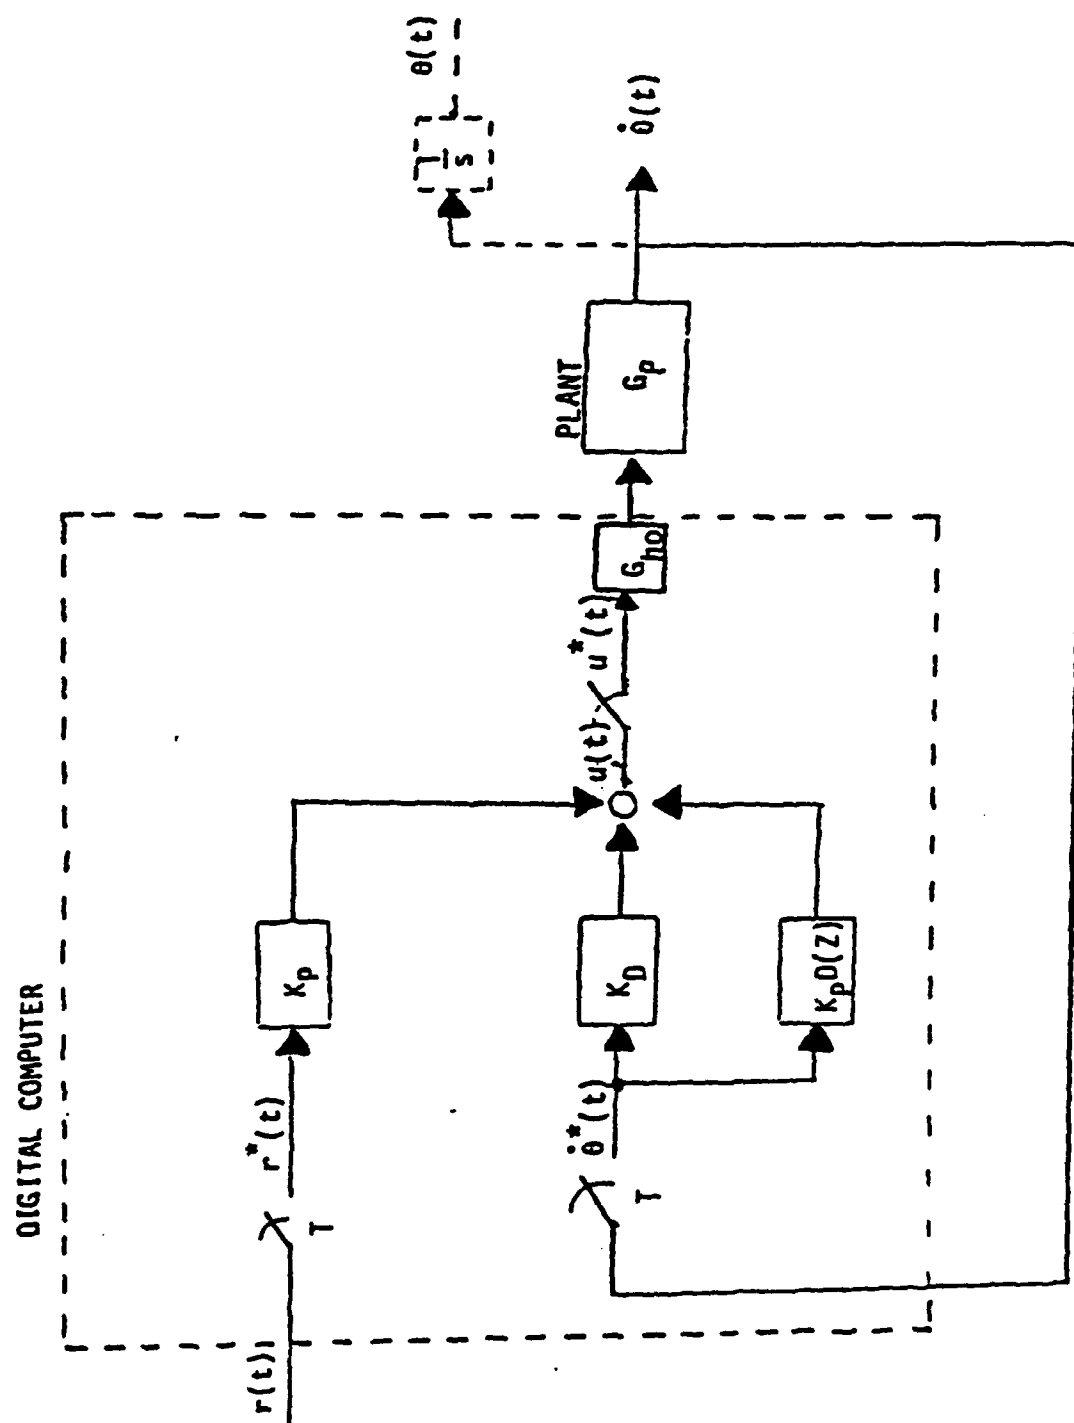 DIGITAL COMPUTER
r(t)
T
r*(t)
K_P
θ̇*(t)
T
K_D
K_PD(Z)
u(t)
u*(t)
G_ho
PLANT
G_P
θ̇(t)
1/s
θ(t)